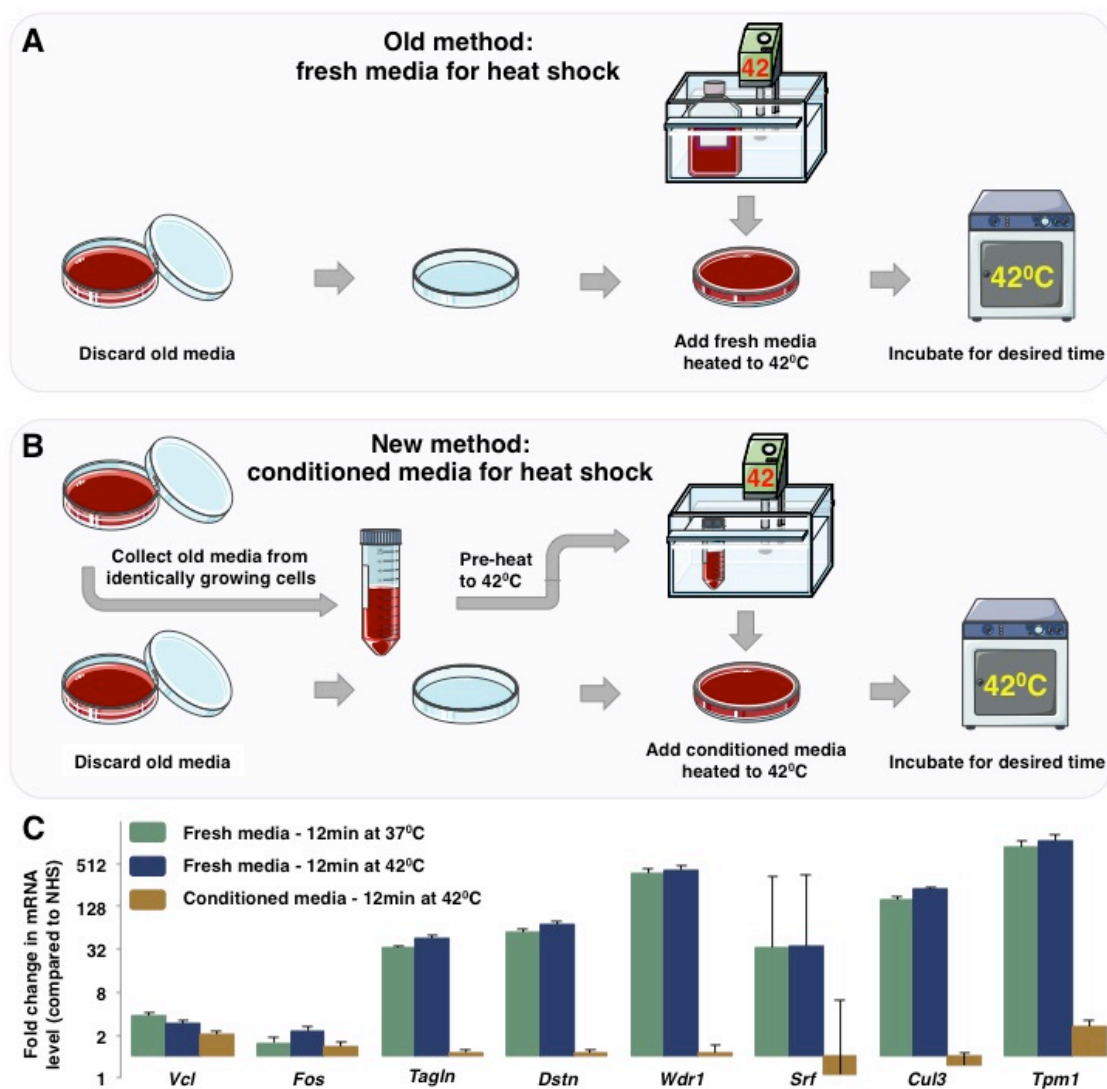 A
Old method:
fresh media for heat shock
42
42⁰C
Discard old media
Add fresh media
heated to 42⁰C
Incubate for desired time
B
New method:
conditioned media for heat shock
42
Collect old media from
identically growing cells
Pre-heat
to 42⁰C
42⁰C
Discard old media
Add conditioned media
heated to 42⁰C
Incubate for desired time
C
Fresh media - 12min at 37⁰C
Fresh media - 12min at 42⁰C
Conditioned media - 12min at 42⁰C
Fold change in mRNA
level (compared to NHS)
512
128
32
8
2
1
Vcl Fos Tagln Dstn Wdr1 Srf Cul3 Tpm1